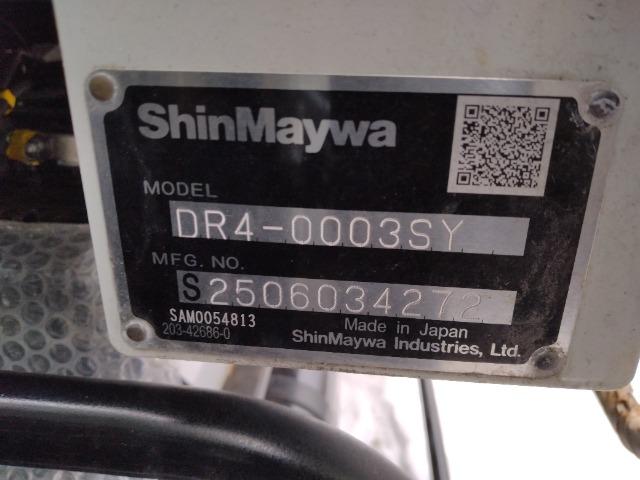 ShinMaywa
MODEL
DR4-0003SY
MFG. NO.
S2506034272
SAM0054813
203-42686-0
Made in Japan
ShinMaywa Industries, Ltd.